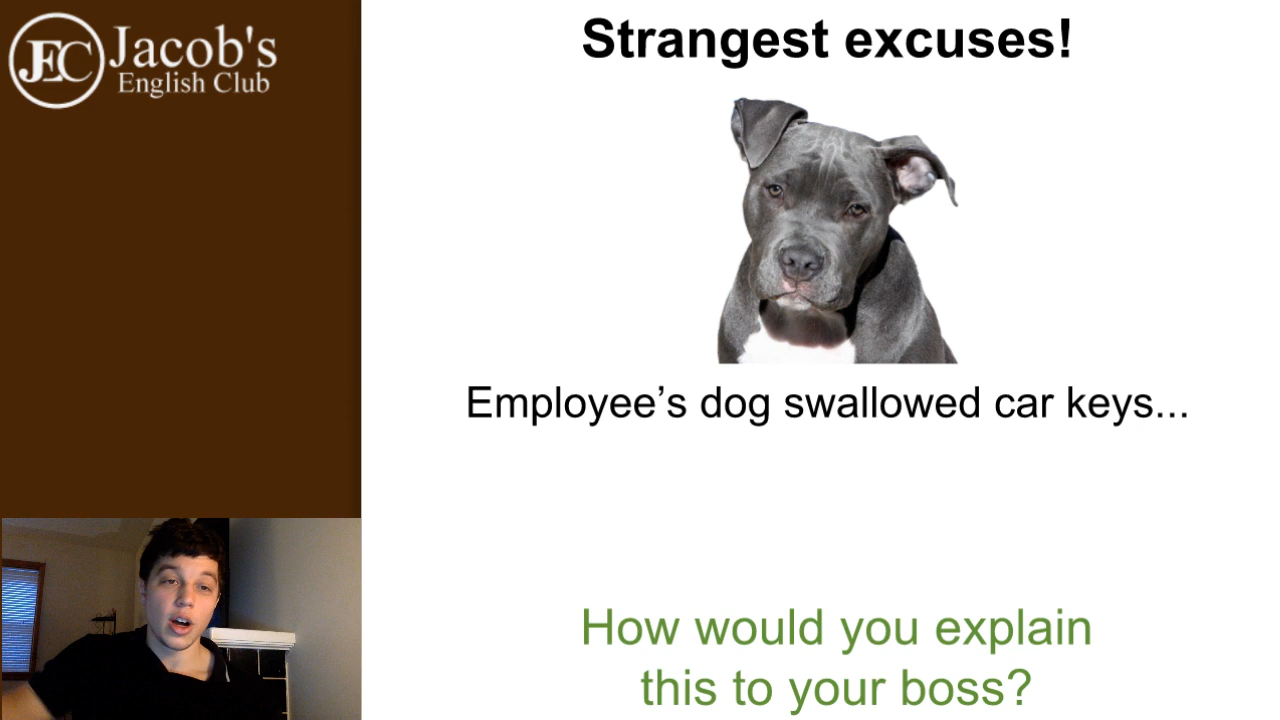 JEC
Jacob's
English Club
Strangest excuses!
Employee’s dog swallowed car keys...
How would you explain
this to your boss?